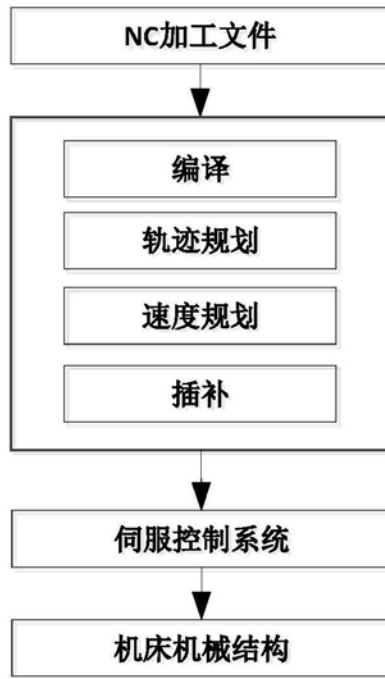 NC加工文件
编译
轨迹规划
速度规划
插补
伺服控制系统
机床机械结构